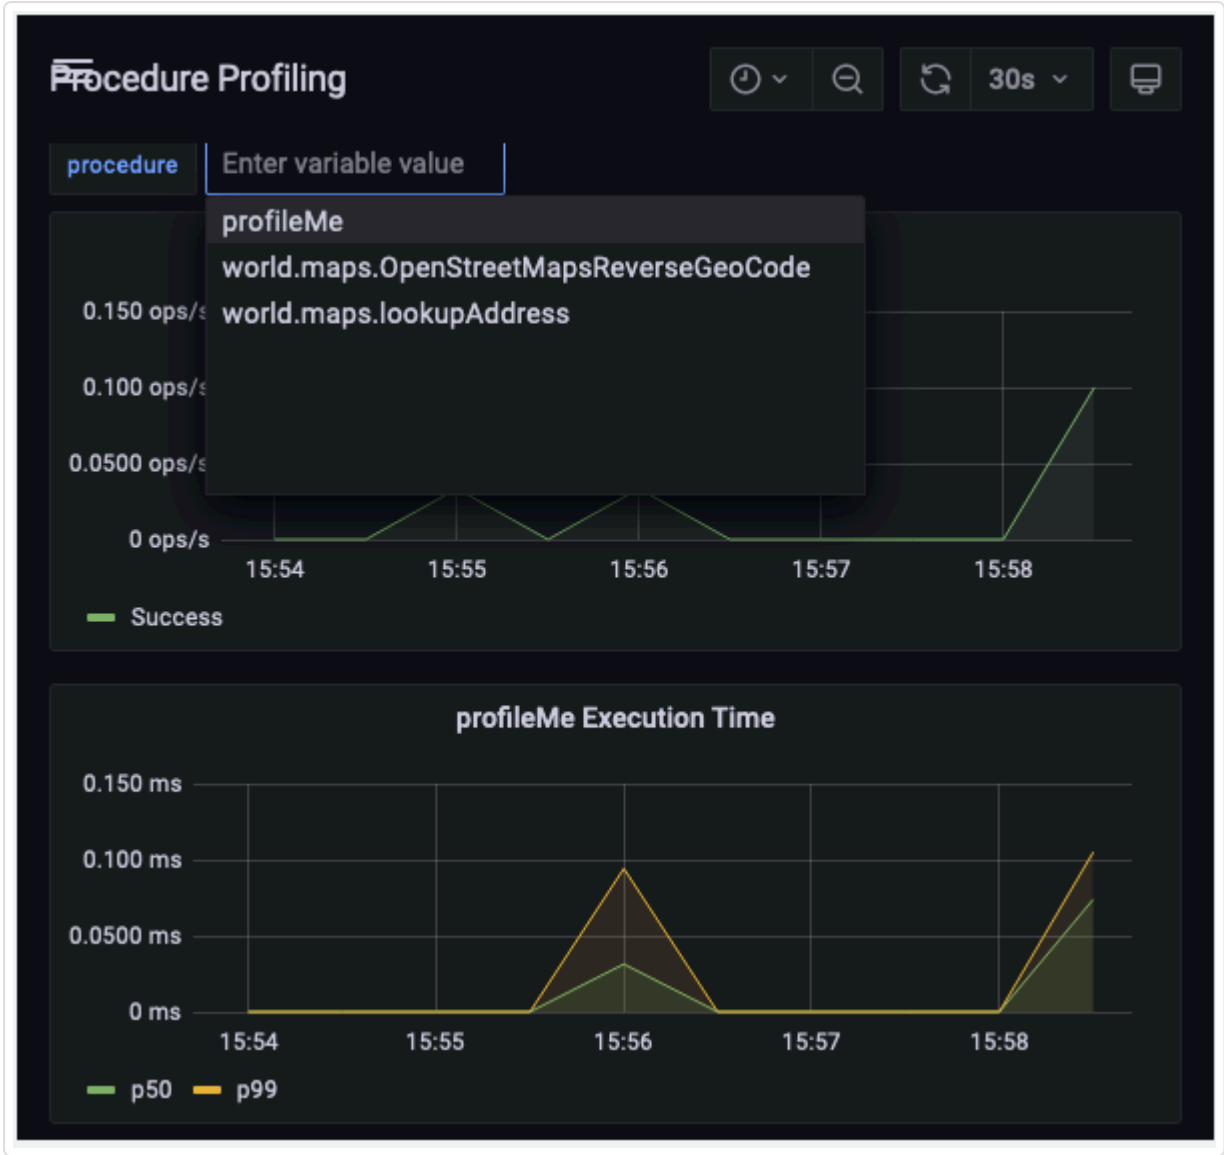 Procedure Profiling
30s
procedure
Enter variable value
profileMe
world.maps.OpenStreetMapsReverseGeoCode
world.maps.lookupAddress
0.150 ops/s
0.100 ops/s
0.0500 ops/s
0 ops/s
15:54 15:55 15:56 15:57 15:58
Success
profileMe Execution Time
0.150 ms
0.100 ms
0.0500 ms
0 ms
15:54 15:55 15:56 15:57 15:58
p50 p99